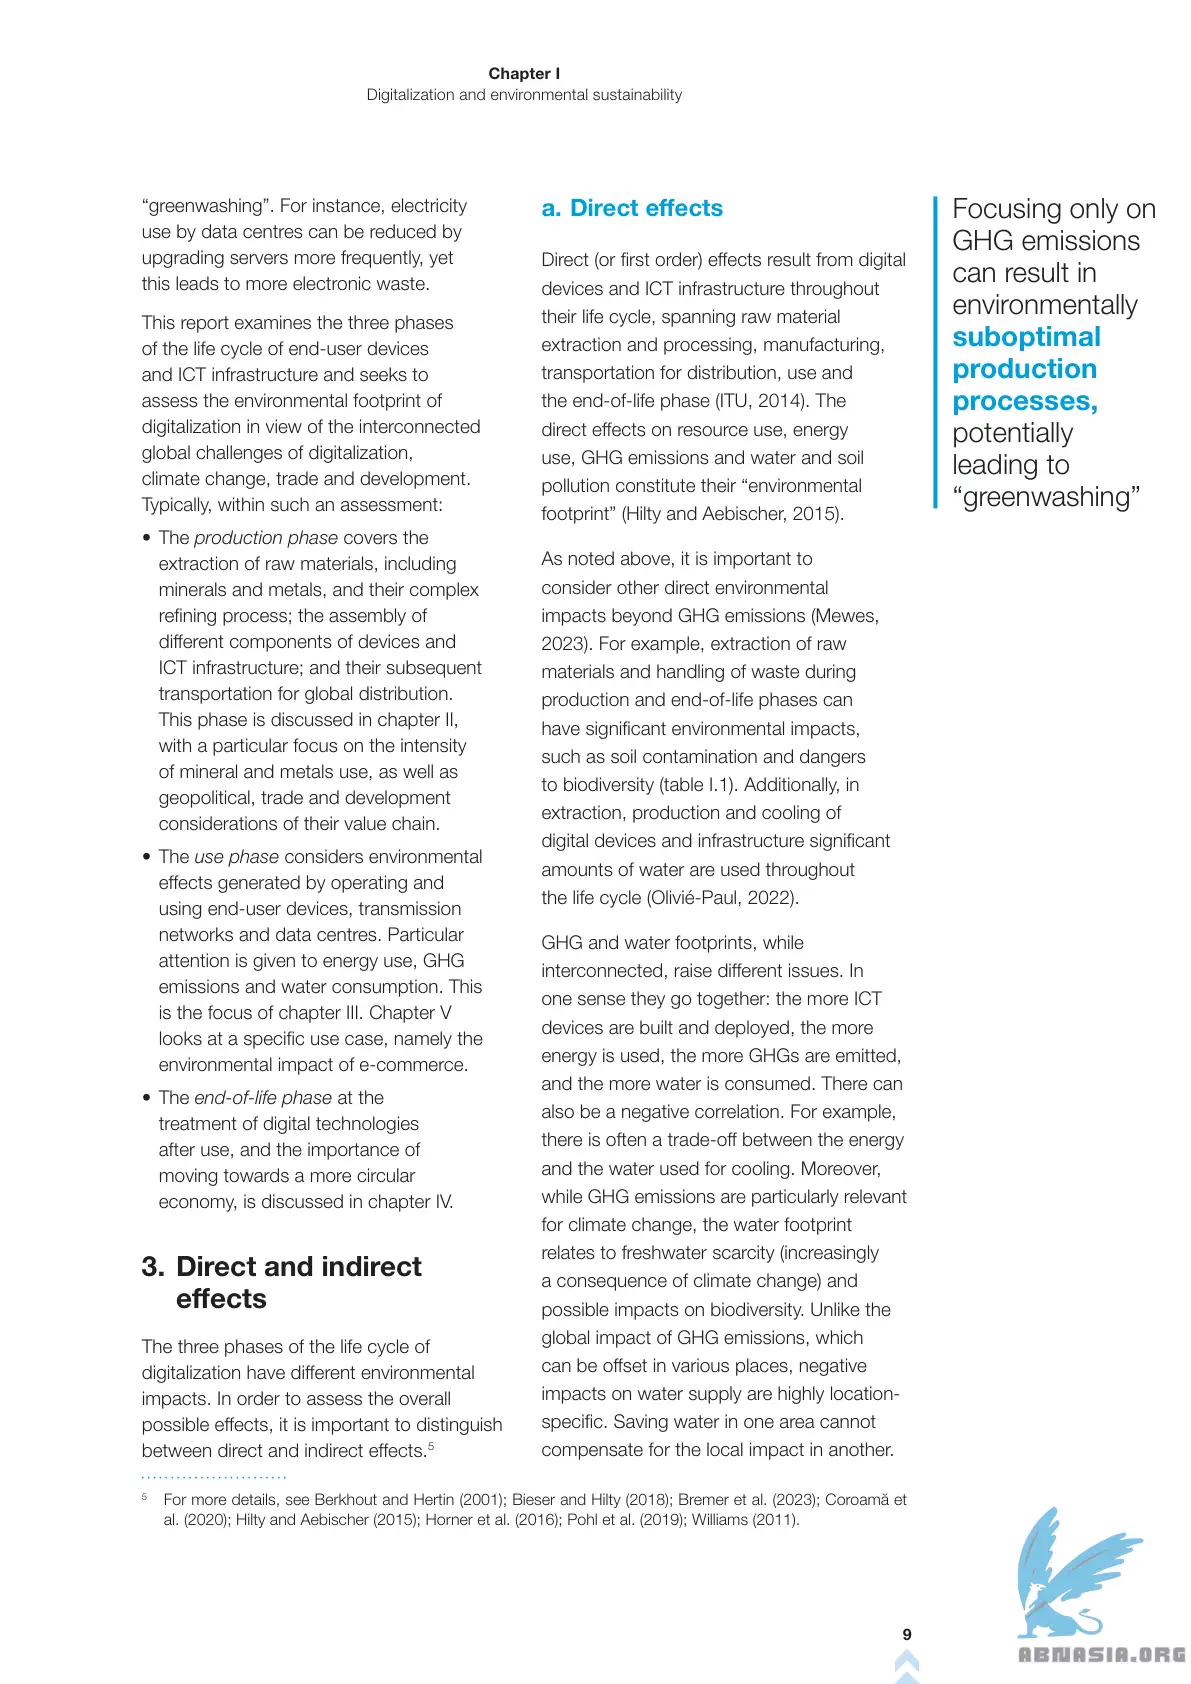 Chapter I
Digitalization and environmental sustainability
“greenwashing”. For instance, electricity
use by data centres can be reduced by
upgrading servers more frequently, yet
this leads to more electronic waste.
This report examines the three phases
of the life cycle of end-user devices
and ICT infrastructure and seeks to
assess the environmental footprint of
digitalization in view of the interconnected
global challenges of digitalization,
climate change, trade and development.
Typically, within such an assessment:
• The production phase covers the
extraction of raw materials, including
minerals and metals, and their complex
refining process; the assembly of
different components of devices and
ICT infrastructure; and their subsequent
transportation for global distribution.
This phase is discussed in chapter II,
with a particular focus on the intensity
of mineral and metals use, as well as
geopolitical, trade and development
considerations of their value chain.
• The use phase considers environmental
effects generated by operating and
using end-user devices, transmission
networks and data centres. Particular
attention is given to energy use, GHG
emissions and water consumption. This
is the focus of chapter III. Chapter V
looks at a specific use case, namely the
environmental impact of e-commerce.
• The end-of-life phase at the
treatment of digital technologies
after use, and the importance of
moving towards a more circular
economy, is discussed in chapter IV.
3. Direct and indirect
effects
The three phases of the life cycle of
digitalization have different environmental
impacts. In order to assess the overall
possible effects, it is important to distinguish
between direct and indirect effects.5
a. Direct effects
Direct (or first order) effects result from digital
devices and ICT infrastructure throughout
their life cycle, spanning raw material
extraction and processing, manufacturing,
transportation for distribution, use and
the end-of-life phase (ITU, 2014). The
direct effects on resource use, energy
use, GHG emissions and water and soil
pollution constitute their “environmental
footprint” (Hilty and Aebischer, 2015).
As noted above, it is important to
consider other direct environmental
impacts beyond GHG emissions (Mewes,
2023). For example, extraction of raw
materials and handling of waste during
production and end-of-life phases can
have significant environmental impacts,
such as soil contamination and dangers
to biodiversity (table I.1). Additionally, in
extraction, production and cooling of
digital devices and infrastructure significant
amounts of water are used throughout
the life cycle (Olivié-Paul, 2022).
GHG and water footprints, while
interconnected, raise different issues. In
one sense they go together: the more ICT
devices are built and deployed, the more
energy is used, the more GHGs are emitted,
and the more water is consumed. There can
also be a negative correlation. For example,
there is often a trade-off between the energy
and the water used for cooling. Moreover,
while GHG emissions are particularly relevant
for climate change, the water footprint
relates to freshwater scarcity (increasingly
a consequence of climate change) and
possible impacts on biodiversity. Unlike the
global impact of GHG emissions, which
can be offset in various places, negative
impacts on water supply are highly location-
specific. Saving water in one area cannot
compensate for the local impact in another.
Focusing only on
GHG emissions
can result in
environmentally
suboptimal
production
processes,
potentially
leading to
“greenwashing”
5 For more details, see Berkhout and Hertin (2001); Bieser and Hilty (2018); Bremer et al. (2023); Coroamă et
al. (2020); Hilty and Aebischer (2015); Horner et al. (2016); Pohl et al. (2019); Williams (2011).
9
ABNASIA.ORG